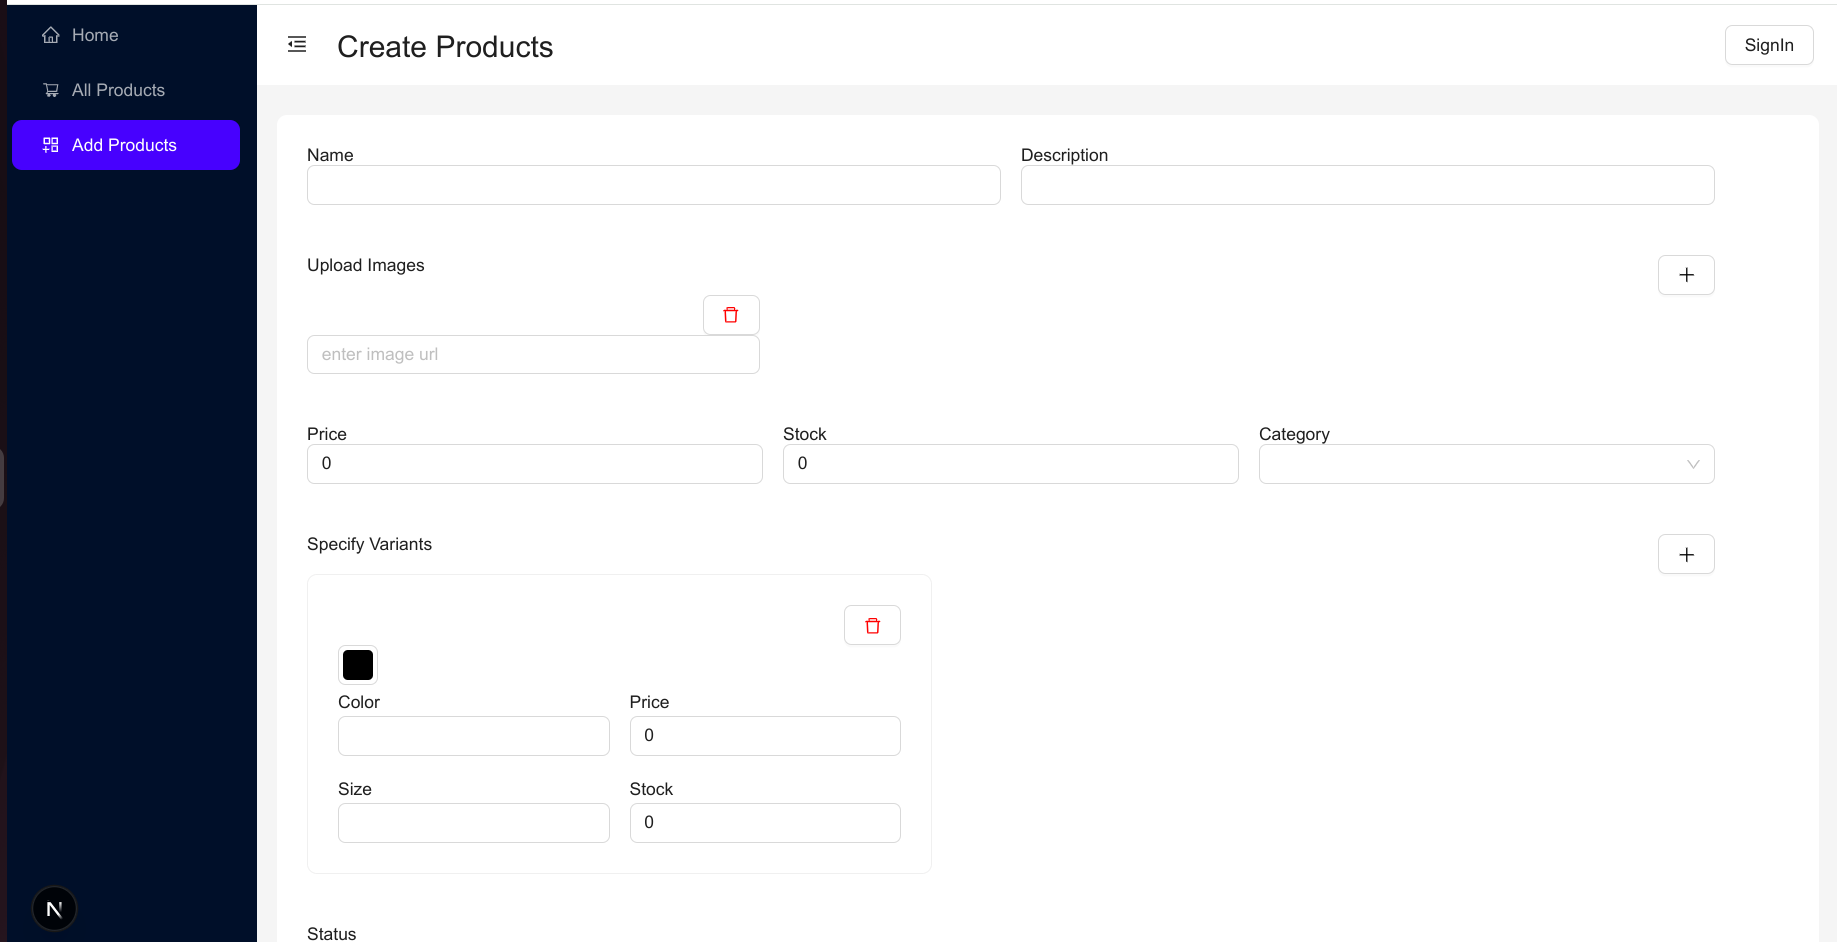 Home
All Products
Add Products
Create Products
SignIn
Name
Description
Upload Images
enter image url
Price
Stock
Category
0
0
Specify Variants
Color
Price
0
Size
Stock
0
Status
N